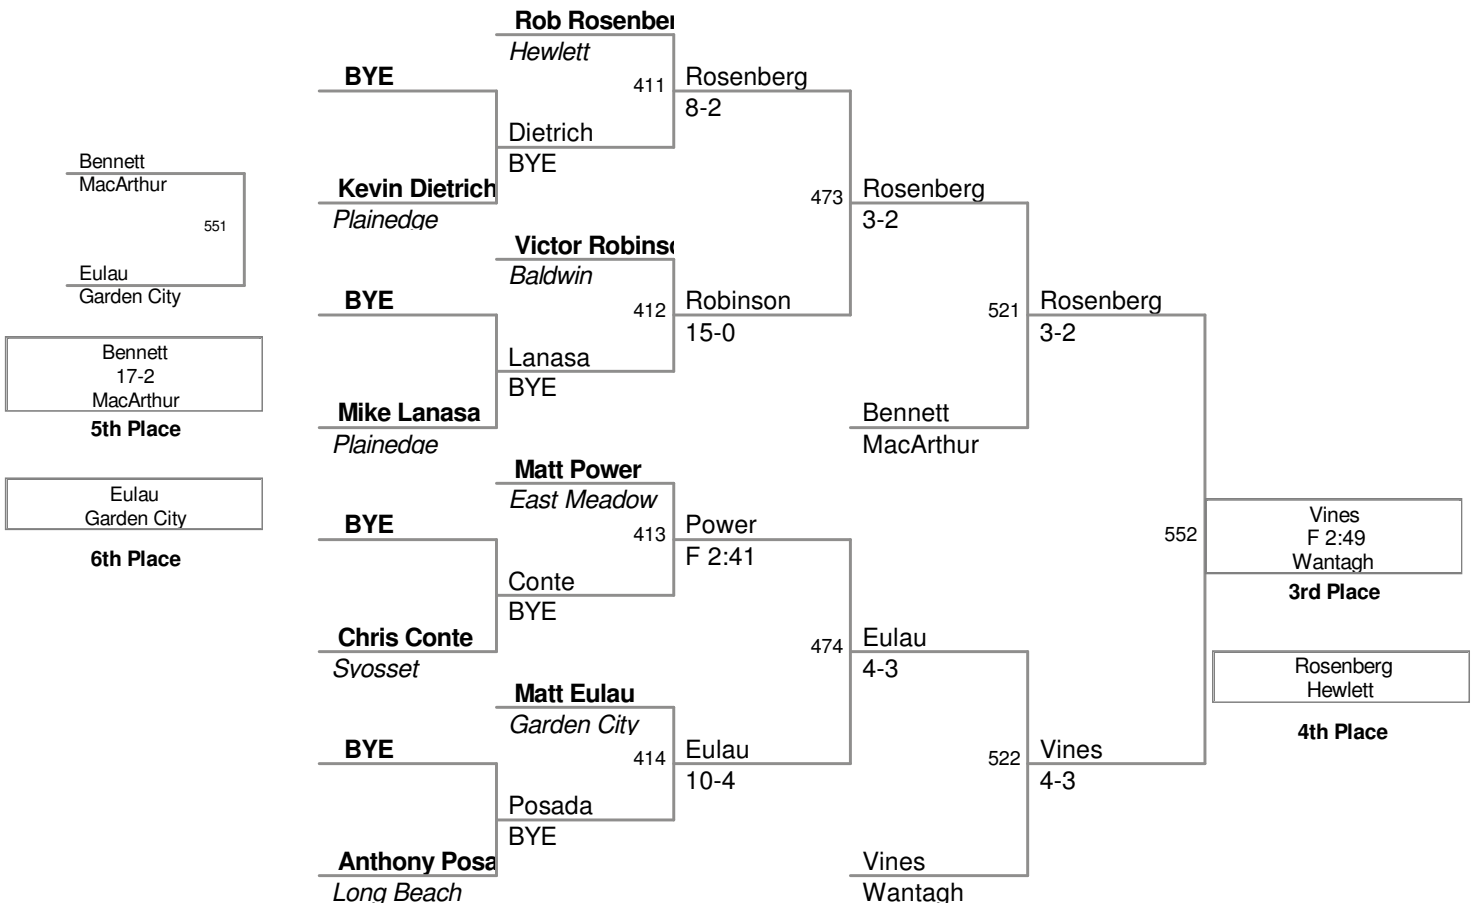 Rob Rosenber
Hewlett
BYE
411
Rosenberg
8-2
Dietrich
BYE
Kevin Dietrich
Plainedge
473
Rosenberg
3-2
Victor Robinso
Baldwin
BYE
412
Robinson
15-0
Lanasa
BYE
Mike Lanasa
Plainedge
521
Rosenberg
3-2
Bennett
MacArthur
Matt Power
East Meadow
BYE
413
Power
F 2:41
Conte
BYE
Chris Conte
Syosset
474
Eulau
4-3
Matt Eulau
Garden City
BYE
414
Eulau
10-4
Posada
BYE
Anthony Posa
Long Beach
522
Vines
4-3
Vines
Wantagh
552
Vines
F 2:49
Wantagh
3rd Place
Rosenberg
Hewlett
4th Place
Bennett
MacArthur
551
Eulau
Garden City
Bennett
17-2
MacArthur
5th Place
Eulau
Garden City
6th Place